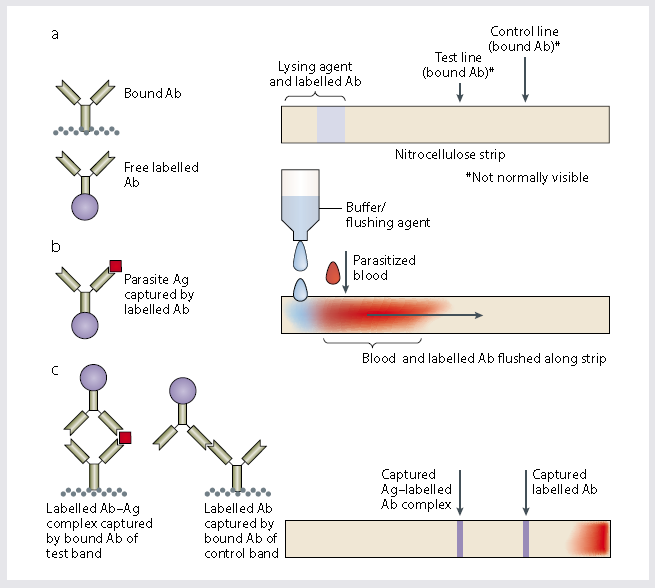 a
Bound Ab
Free labelled
Ab
Lysing agent
and labelled Ab
Test line
(bound Ab)#
Control line
(bound Ab)#
Nitrocellulose strip
#Not normally visible
b
Parasite Ag
captured by
labelled Ab
Buffer/
flushing agent
Parasitized
blood
Blood and labelled Ab flushed along strip
c
Labelled Ab–Ag
complex captured
by bound Ab of
test band
Labelled Ab
captured by
bound Ab of
control band
Captured
Ag–labelled
Ab complex
Captured
labelled Ab